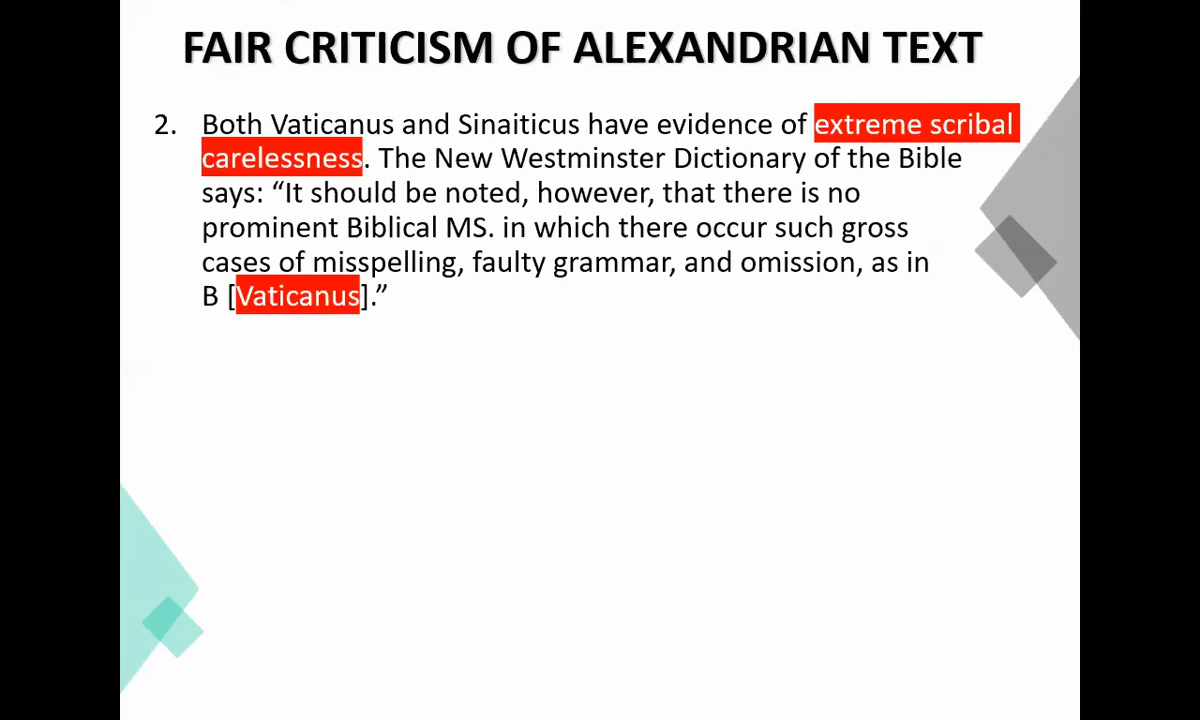 FAIR CRITICISM OF ALEXANDRIAN TEXT
2. Both Vaticanus and Sinaiticus have evidence of extreme scribal
carelessness. The New Westminster Dictionary of the Bible
says: “It should be noted, however, that there is no
prominent Biblical MS. in which there occur such gross
cases of misspelling, faulty grammar, and omission, as in
B [Vaticanus].”